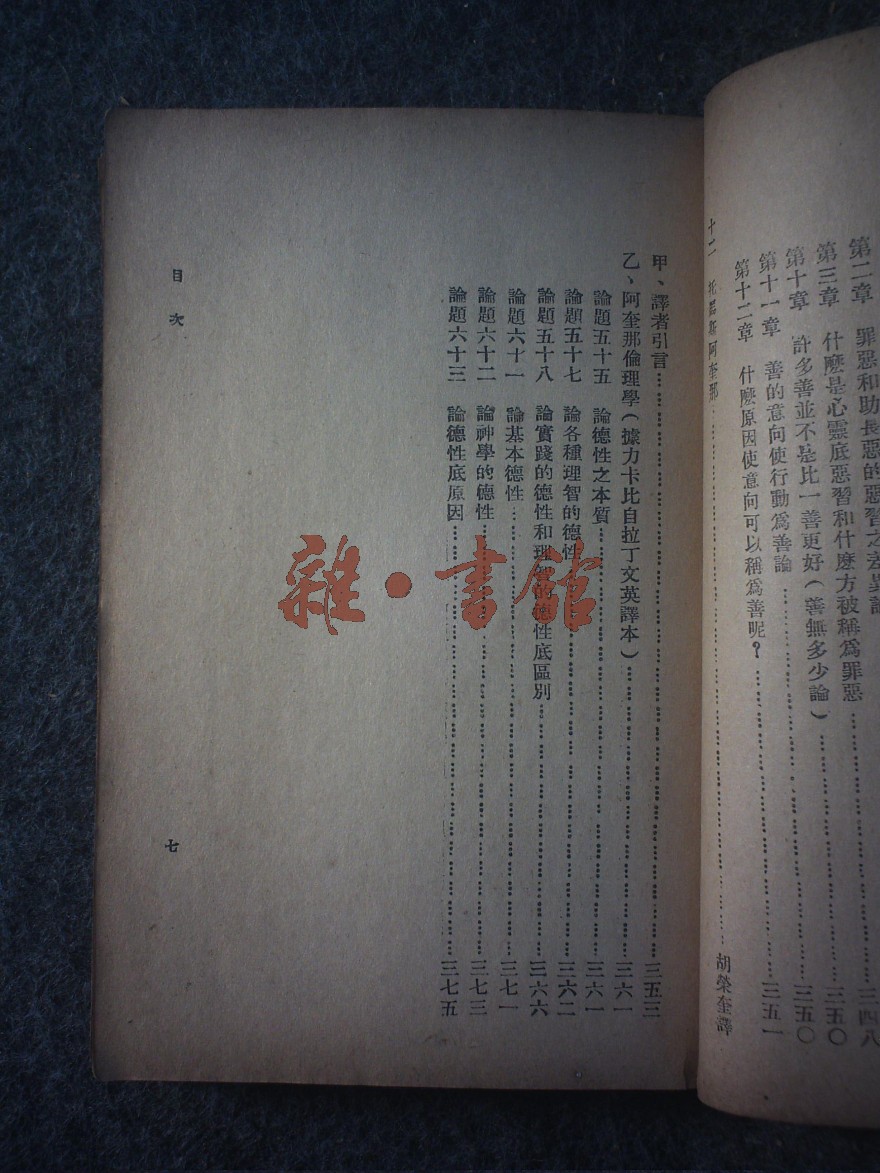 第二章 罪惡和助長惡的惡習之差異論……三四八
第三章 什麼是心靈底惡習和什麼方被稱爲罪惡……三五〇
第十章 許多善並不是比一善更好(善無多少論)……三五〇
第十一章 善的意向使行動爲善論……三五一
第十二章 什麼原因使意向可以稱爲善呢?……
十二 托馬斯阿奎那……胡榮奎譯
甲、譯者引言……三五三
乙、阿奎那倫理學(據力卡比自拉丁文英譯本)……三六一
論題五十五 論德性之本質……三六一
論題五十七 論各種理智的德性……三六二
論題五十八 論實踐的德性和理智的德性底區別……三六六
論題六十一 論基本德性……三七一
論題六十二 論神學的德性……三七三
論題六十三 論德性底原因……三七五
目次
七
雜·書館